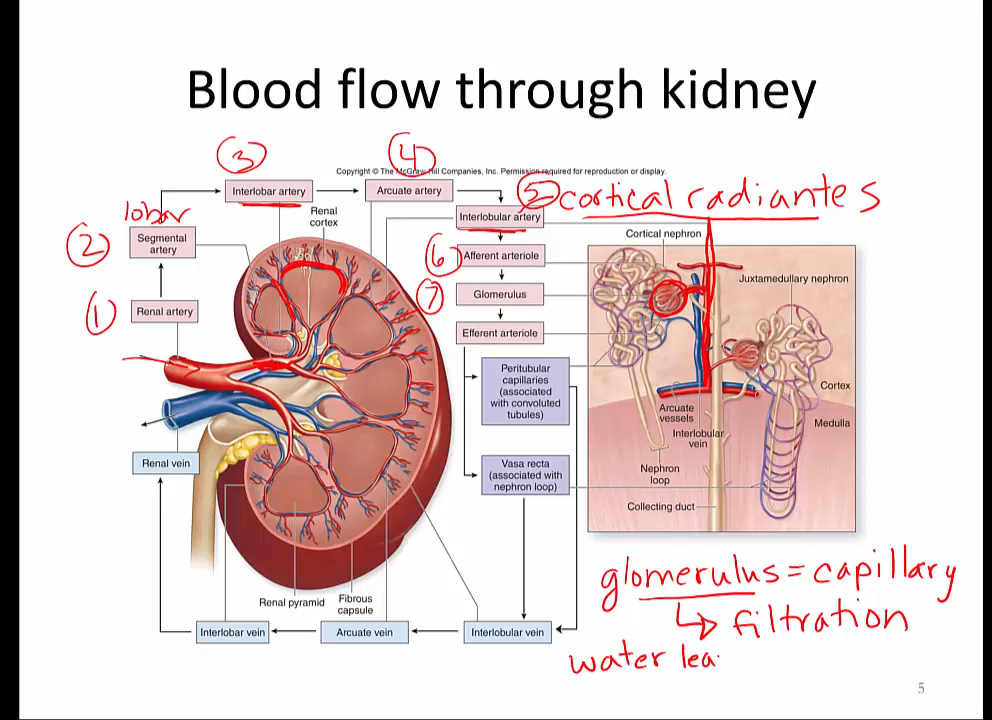 Blood flow through kidney
③
④
Copyright © The McGraw-Hill Companies, Inc. Permission required for reproduction or display.
Interlobar artery
Arcuate artery
⑤ cortical radiantes
lobar
Renal
cortex
Interlobular artery
②
Segmental
artery
Cortical nephron
⑥
Afferent arteriole
Juxtamedullary nephron
⑦
Glomerulus
①
Renal artery
Efferent arteriole
Peritubular
capillaries
(associated
with convoluted
tubules)
Cortex
Arcuate
vessels
Medulla
Interlobular
vein
Renal vein
Vasa recta
(associated with
nephron loop)
Nephron
loop
Collecting duct
glomerulus = capillary
↳ filtration
Renal pyramid
Fibrous
capsule
Interlobar vein
Arcuate vein
Interlobular vein
water lea
5